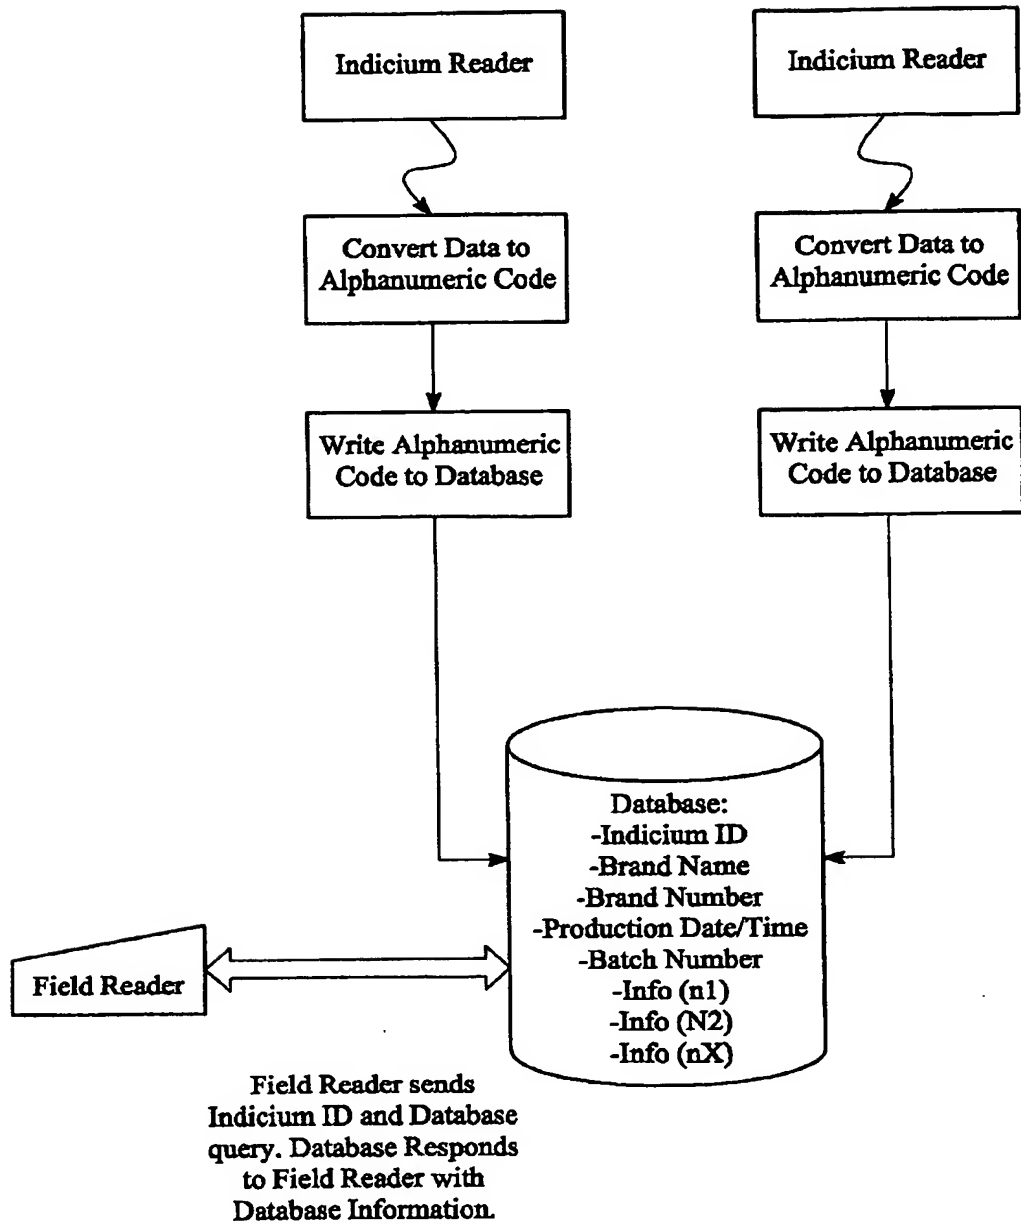 Indicium Reader
Indicium Reader
Convert Data to
Alphanumeric Code
Convert Data to
Alphanumeric Code
Write Alphanumeric
Code to Database
Write Alphanumeric
Code to Database
Database:
-Indicium ID
-Brand Name
-Brand Number
-Production Date/Time
-Batch Number
-Info (n1)
-Info (N2)
-Info (nX)
Field Reader
Field Reader sends
Indicium ID and Database
query. Database Responds
to Field Reader with
Database Information.